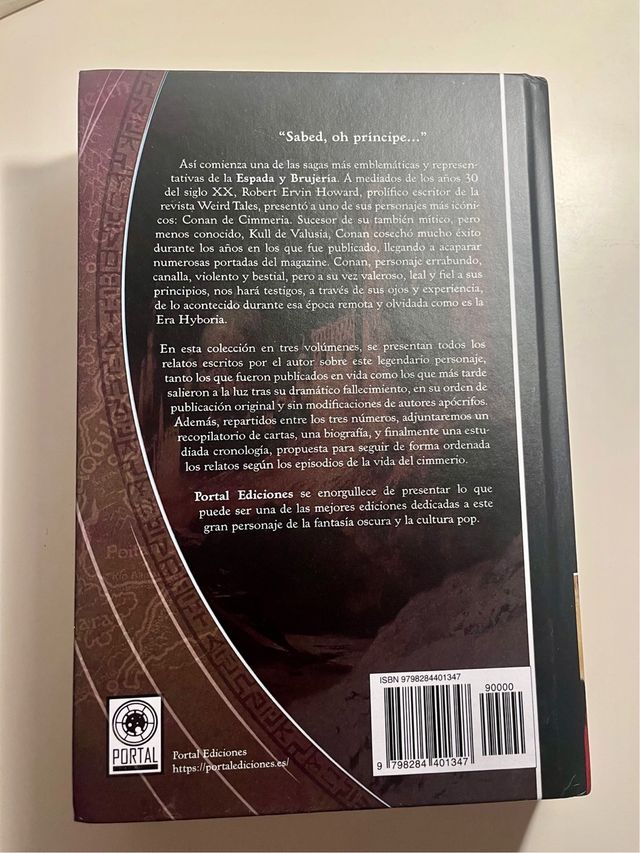 “Sabed, oh príncipe...”
Así comienza una de las sagas más emblemáticas y represen-
tativas de la Espada y Brujería. A mediados de los años 30
del siglo XX, Robert Ervin Howard, prolífico escritor de la
revista Weird Tales, presentó a uno de sus personajes más icóni-
cos: Conan de Cimmeria. Sucesor de su también mítico, pero
menos conocido, Kull de Valusia, Conan cosechó mucho éxito
durante los años en los que fue publicado, llegando a acaparar
numerosas portadas del magazine. Conan, personaje errabundo,
canalla, violento y bestial, pero a su vez valeroso, leal y fiel a sus
principios, nos hará testigos, a través de sus ojos y experiencia,
de lo acontecido durante esa época remota y olvidada como es la
Era Hyboria.
En esta colección en tres volúmenes, se presentan todos los
relatos escritos por el autor sobre este legendario personaje,
tanto los que fueron publicados en vida como los que más tarde
salieron a la luz tras su dramático fallecimiento, en su orden de
publicación original y sin modificaciones de autores apócrifos.
Además, repartidos entre los tres números, adjuntaremos un
recopilatorio de cartas, una biografía, y finalmente una estu-
diada cronología, propuesta para seguir de forma ordenada
los relatos según los episodios de la vida del cimmerio.
Portal Ediciones se enorgullece de presentar lo que
puede ser una de las mejores ediciones dedicadas a este
gran personaje de la fantasía oscura y la cultura pop.
ISBN 9798284401347
90000
9 798284 401347
PORTAL
Portal Ediciones
https://portalediciones.es/